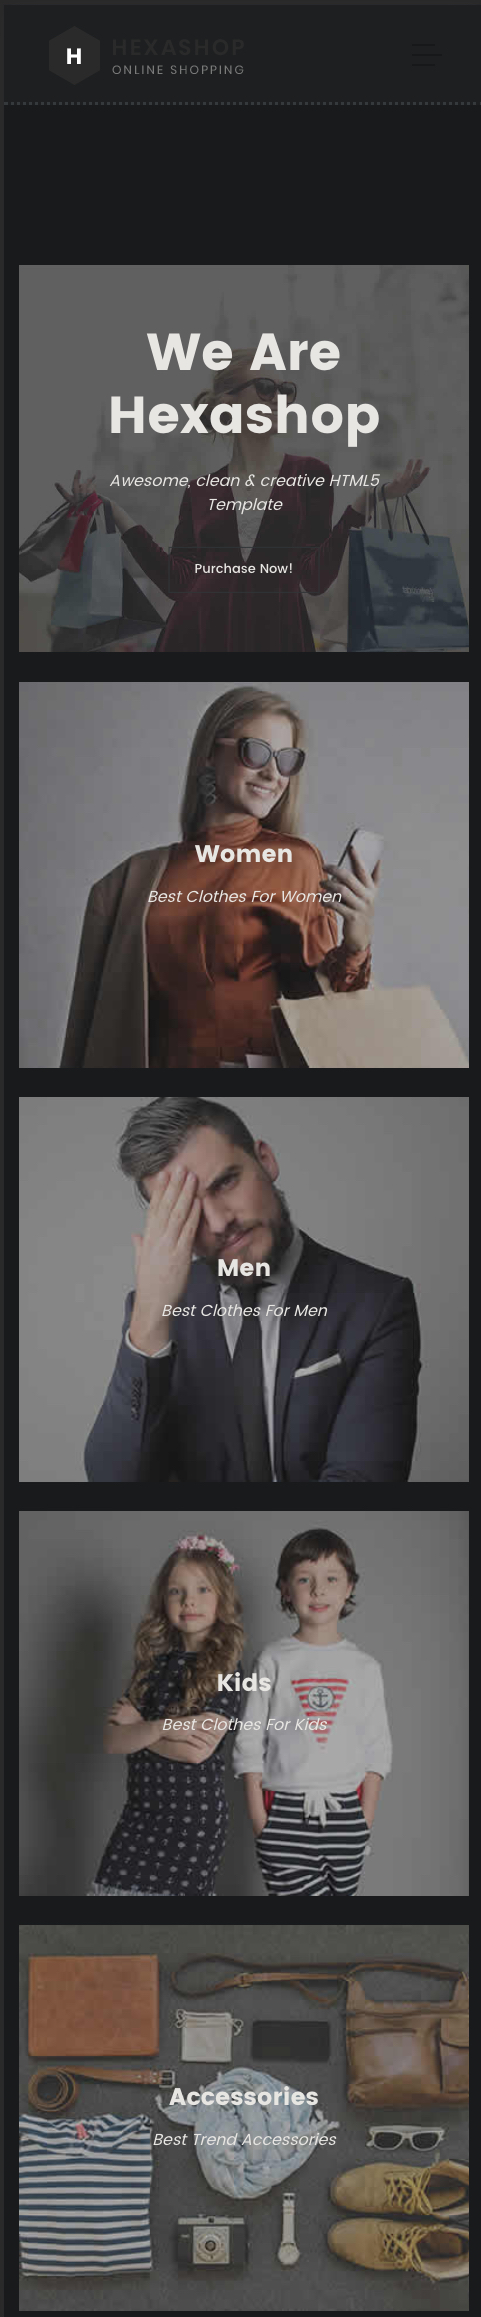 H
HEXASHOP
ONLINE SHOPPING
We Are
Hexashop
Awesome, clean & creative HTML5
Template
Purchase Now!
Women
Best Clothes For Women
Men
Best Clothes For Men
Kids
Best Clothes For Kids
Accessories
Best Trend Accessories